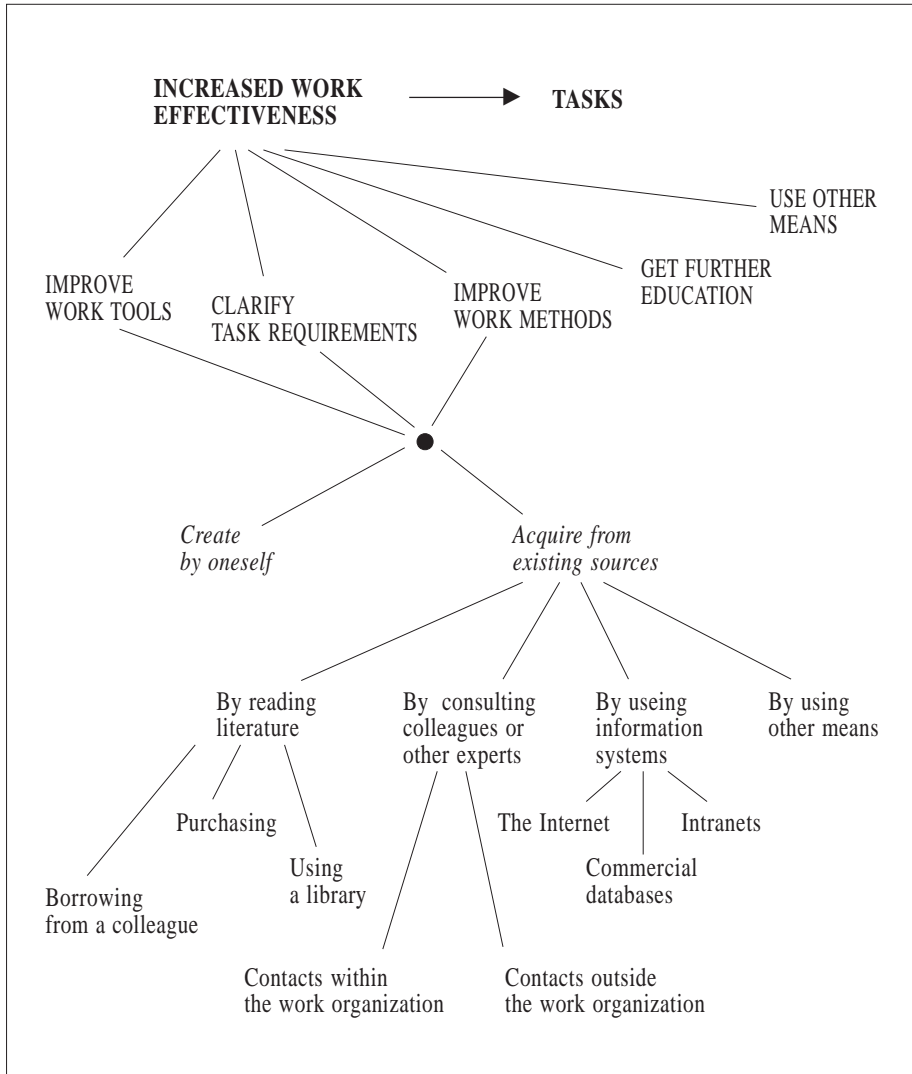 INCREASED WORK
EFFECTIVENESS
TASKS
USE OTHER
MEANS
GET FURTHER
EDUCATION
IMPROVE
WORK TOOLS
CLARIFY
TASK REQUIREMENTS
IMPROVE
WORK METHODS
Create
by oneself
Acquire from
existing sources
By reading
literature
By consulting
colleagues or
other experts
By useing
information
systems
By using
other means
Purchasing
Using
a library
Borrowing
from a colleague
The Internet
Intranets
Commercial
databases
Contacts within
the work organization
Contacts outside
the work organization